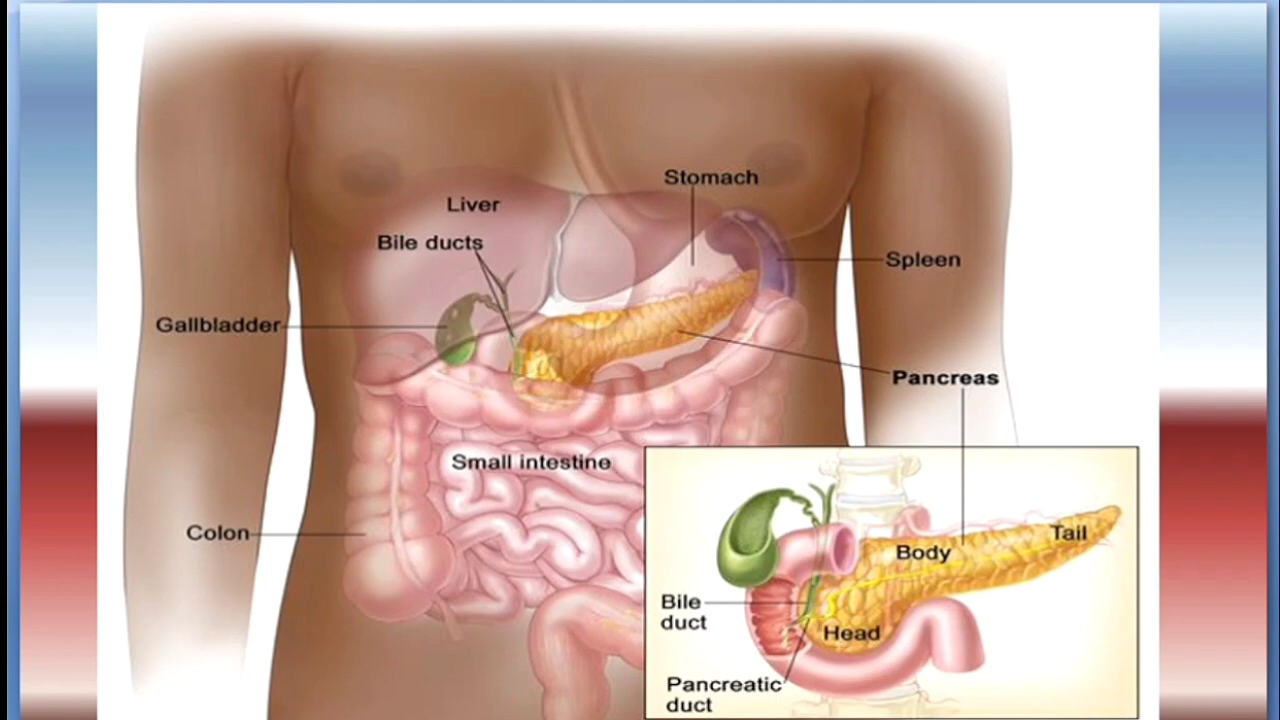 Stomach
Liver
Bile ducts
Spleen
Gallbladder
Pancreas
Small intestine
Colon
Tail
Body
Bile
duct
Head
Pancreatic
duct